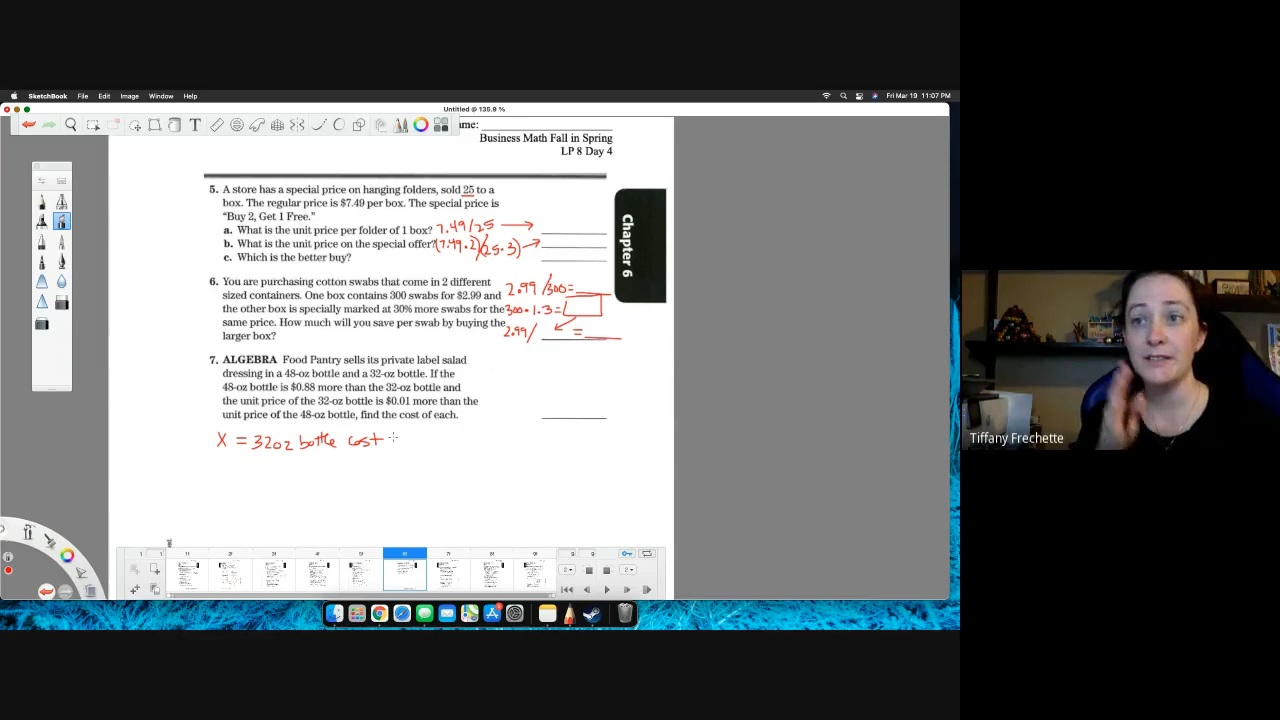 SketchBook File Edit Image Window Help
Fri Mar 19 11:07 PM
Untitled @ 135.9 %
ame: ____________________
Business Math Fall in Spring
LP 8 Day 4
Chapter 6
5. A store has a special price on hanging folders, sold 25 to a
box. The regular price is $7.49 per box. The special price is
“Buy 2, Get 1 Free.”
a. What is the unit price per folder of 1 box? 7.49/25 →
b. What is the unit price on the special offer? (7.49·2)/(25·3) →
c. Which is the better buy?
6. You are purchasing cotton swabs that come in 2 different
sized containers. One box contains 300 swabs for $2.99 and
the other box is specially marked at 30% more swabs for the
same price. How much will you save per swab by buying the
larger box?
2.99/300= ____
300·1.3=
2.99/ = ____
7. ALGEBRA Food Pantry sells its private label salad
dressing in a 48-oz bottle and a 32-oz bottle. If the
48-oz bottle is $0.88 more than the 32-oz bottle and
the unit price of the 32-oz bottle is $0.01 more than the
unit price of the 48-oz bottle, find the cost of each.
X = 32oz bottle cost
Tiffany Frechette